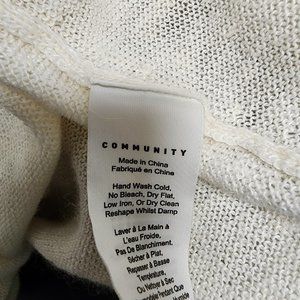 COMMUNITY
Made In China
Fabriqué en Chine
Hand Wash Cold,
No Bleach, Dry Flat,
Low Iron, Or Dry Clean
Reshape Whilst Damp
Laver à La Main à
L'eau Froide,
Pas De Blanchiment,
Sécher à Plat,
Repasser à Basse
Température,
Ou Nettoyer à Sec
Pendant Que